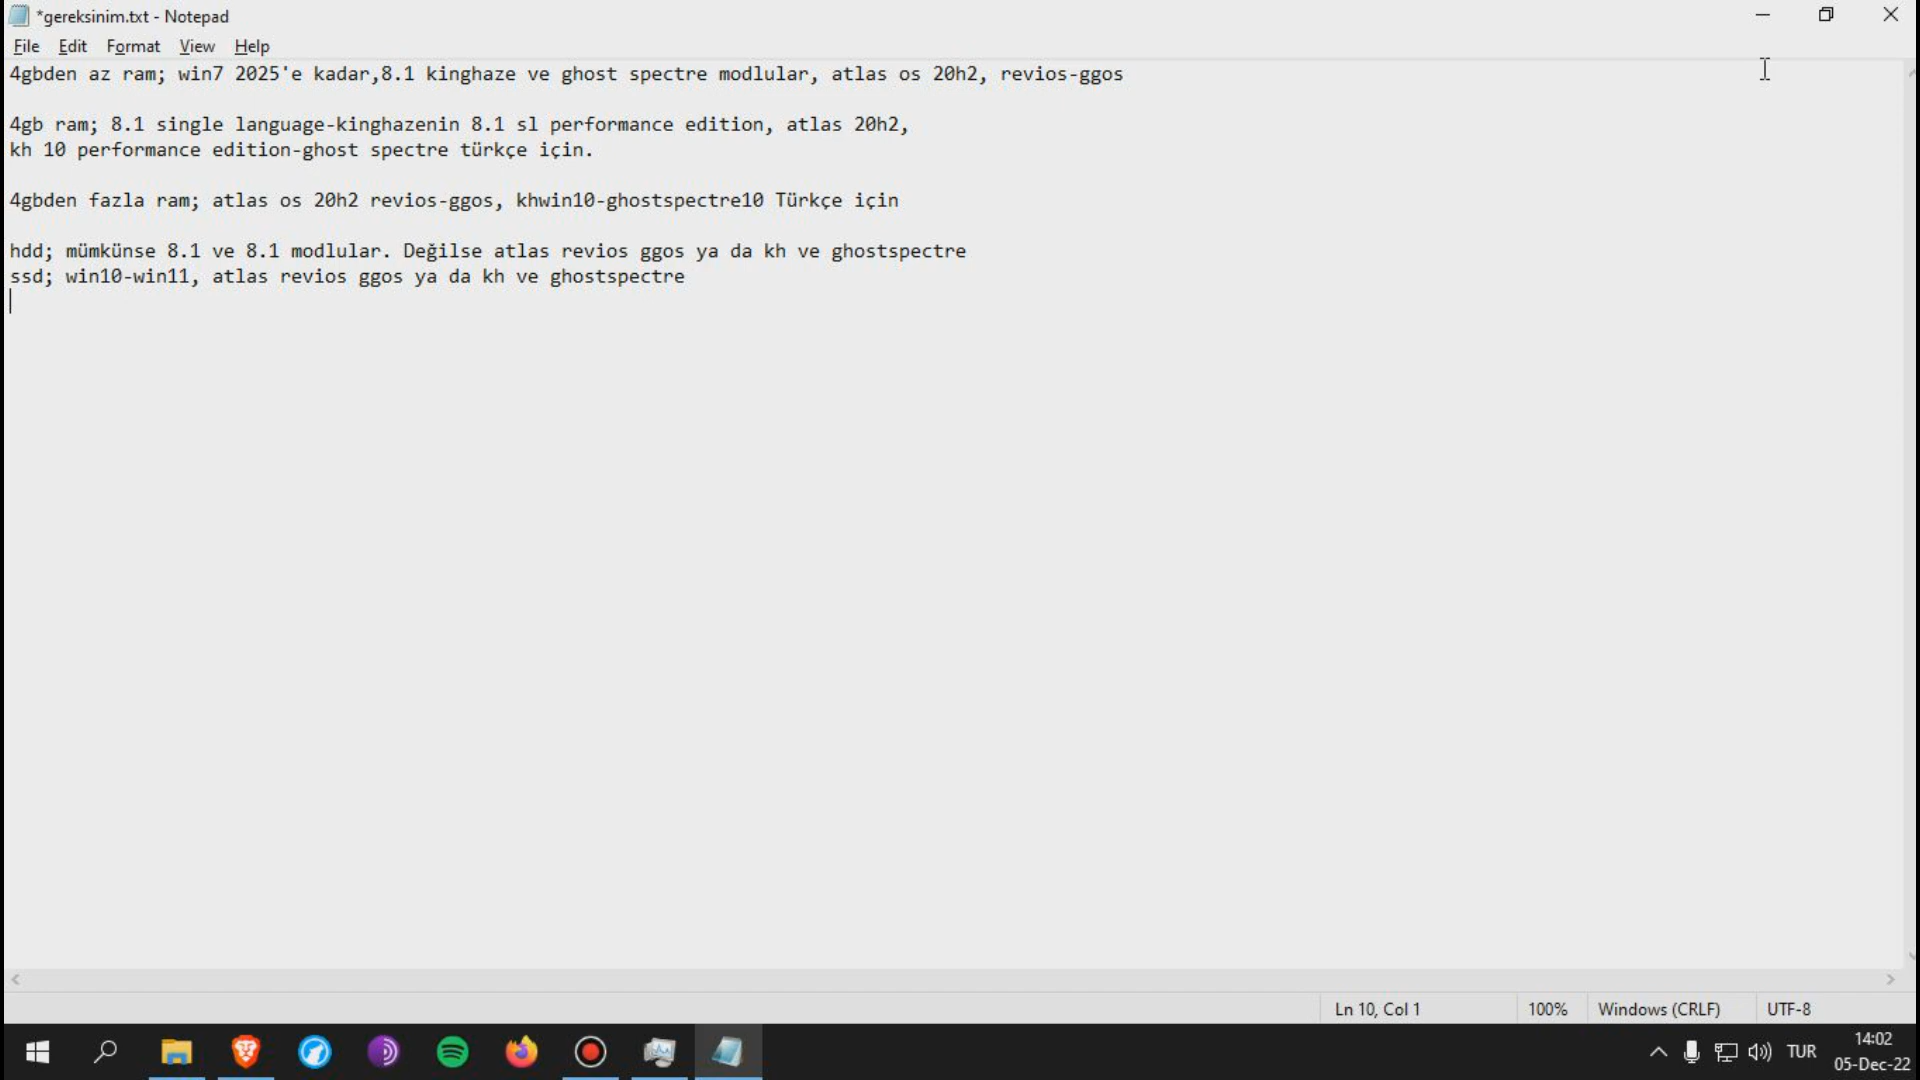 *gereksinim.txt - Notepad
File Edit Format View Help
4gbden az ram; win7 2025'e kadar,8.1 kinghaze ve ghost spectre modlular, atlas os 20h2, revios-ggos
4gb ram; 8.1 single language-kinghazenin 8.1 sl performance edition, atlas 20h2,
kh 10 performance edition-ghost spectre türkçe için.
4gbden fazla ram; atlas os 20h2 revios-ggos, khwin10-ghostspectre10 Türkçe için
hdd; mümkünse 8.1 ve 8.1 modlular. Değilse atlas revios ggos ya da kh ve ghostspectre
ssd; win10-win11, atlas revios ggos ya da kh ve ghostspectre
Ln 10, Col 1 100% Windows (CRLF) UTF-8
TUR 14:02
05-Dec-22